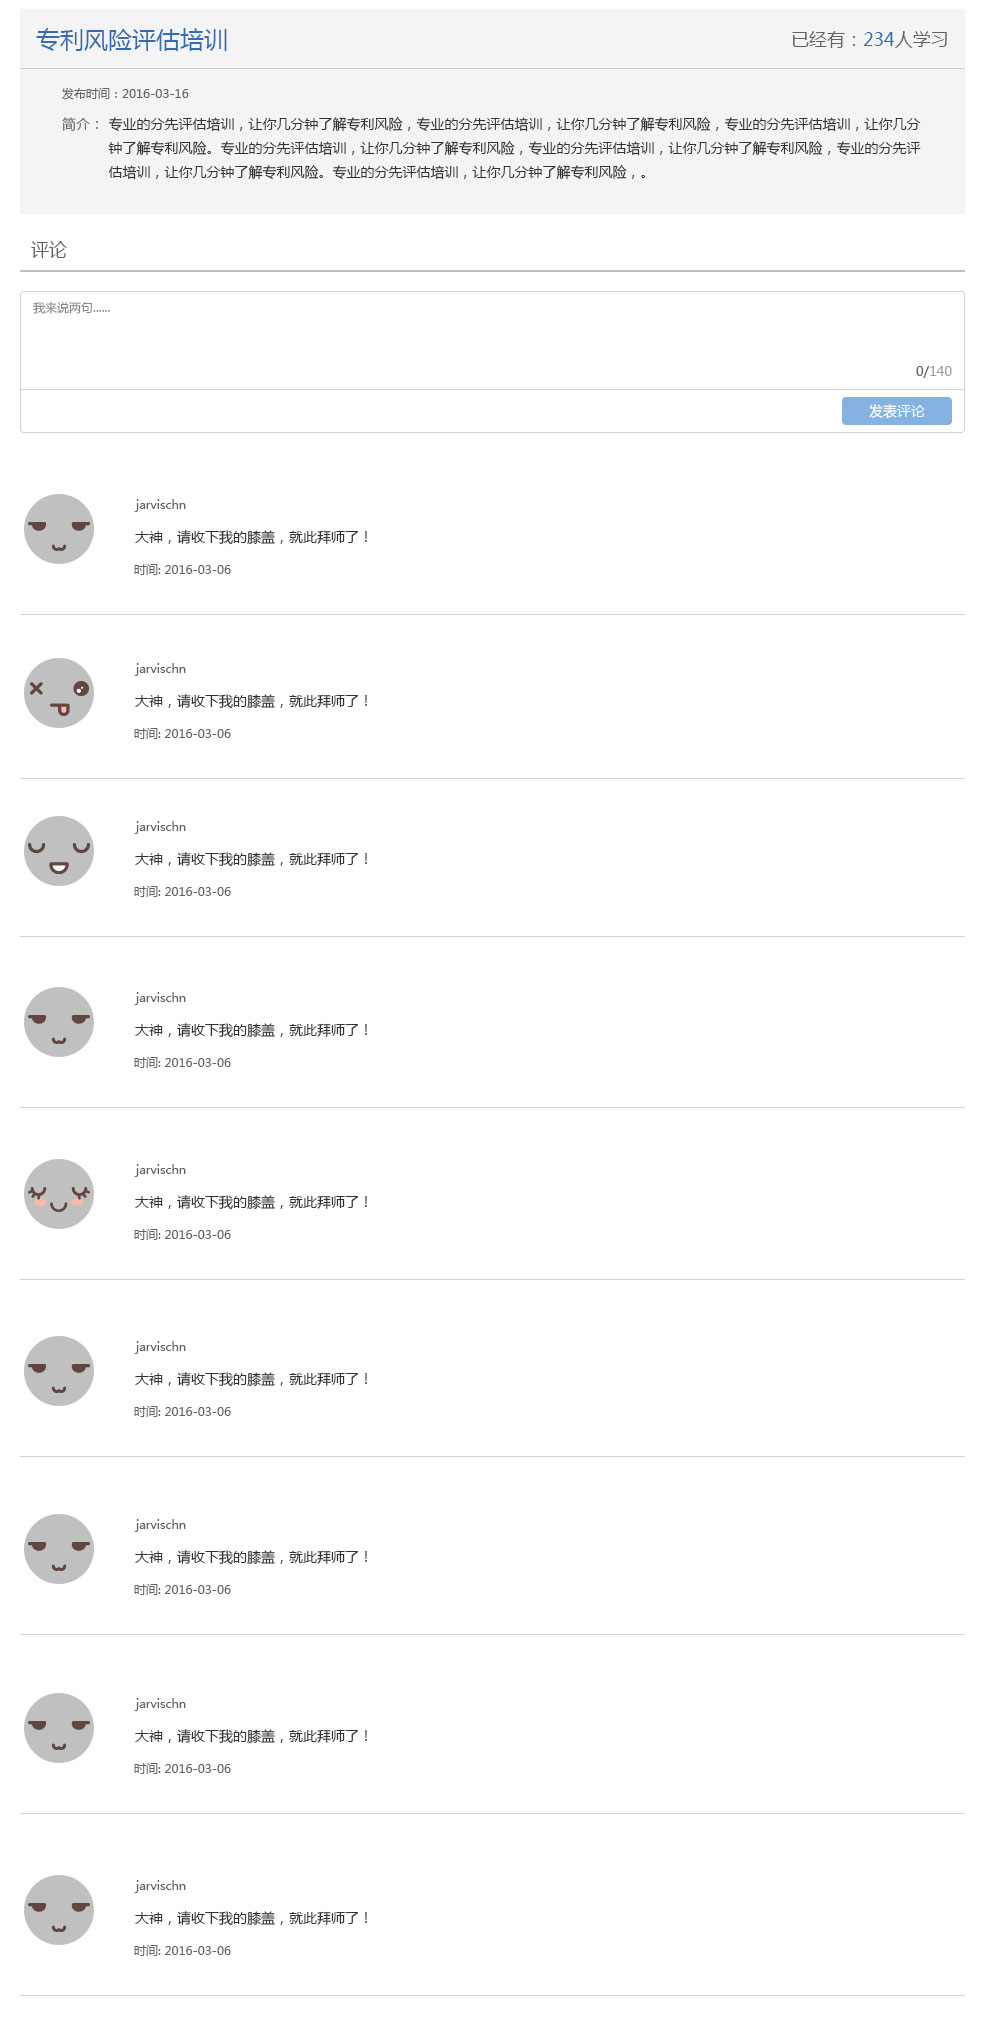 专利风险评估培训
已经有：234人学习
发布时间：2016-03-16
简介： 专业的分先评估培训，让你几分钟了解专利风险，专业的分先评估培训，让你几分钟了解专利风险，专业的分先评估培训，让你几分
钟了解专利风险。专业的分先评估培训，让你几分钟了解专利风险，专业的分先评估培训，让你几分钟了解专利风险，专业的分先评
估培训，让你几分钟了解专利风险。专业的分先评估培训，让你几分钟了解专利风险，。
评论
我来说两句......
0/140
发表评论
jarvischn
大神，请收下我的膝盖，就此拜师了！
时间: 2016-03-06
jarvischn
大神，请收下我的膝盖，就此拜师了！
时间: 2016-03-06
jarvischn
大神，请收下我的膝盖，就此拜师了！
时间: 2016-03-06
jarvischn
大神，请收下我的膝盖，就此拜师了！
时间: 2016-03-06
jarvischn
大神，请收下我的膝盖，就此拜师了！
时间: 2016-03-06
jarvischn
大神，请收下我的膝盖，就此拜师了！
时间: 2016-03-06
jarvischn
大神，请收下我的膝盖，就此拜师了！
时间: 2016-03-06
jarvischn
大神，请收下我的膝盖，就此拜师了！
时间: 2016-03-06
jarvischn
大神，请收下我的膝盖，就此拜师了！
时间: 2016-03-06